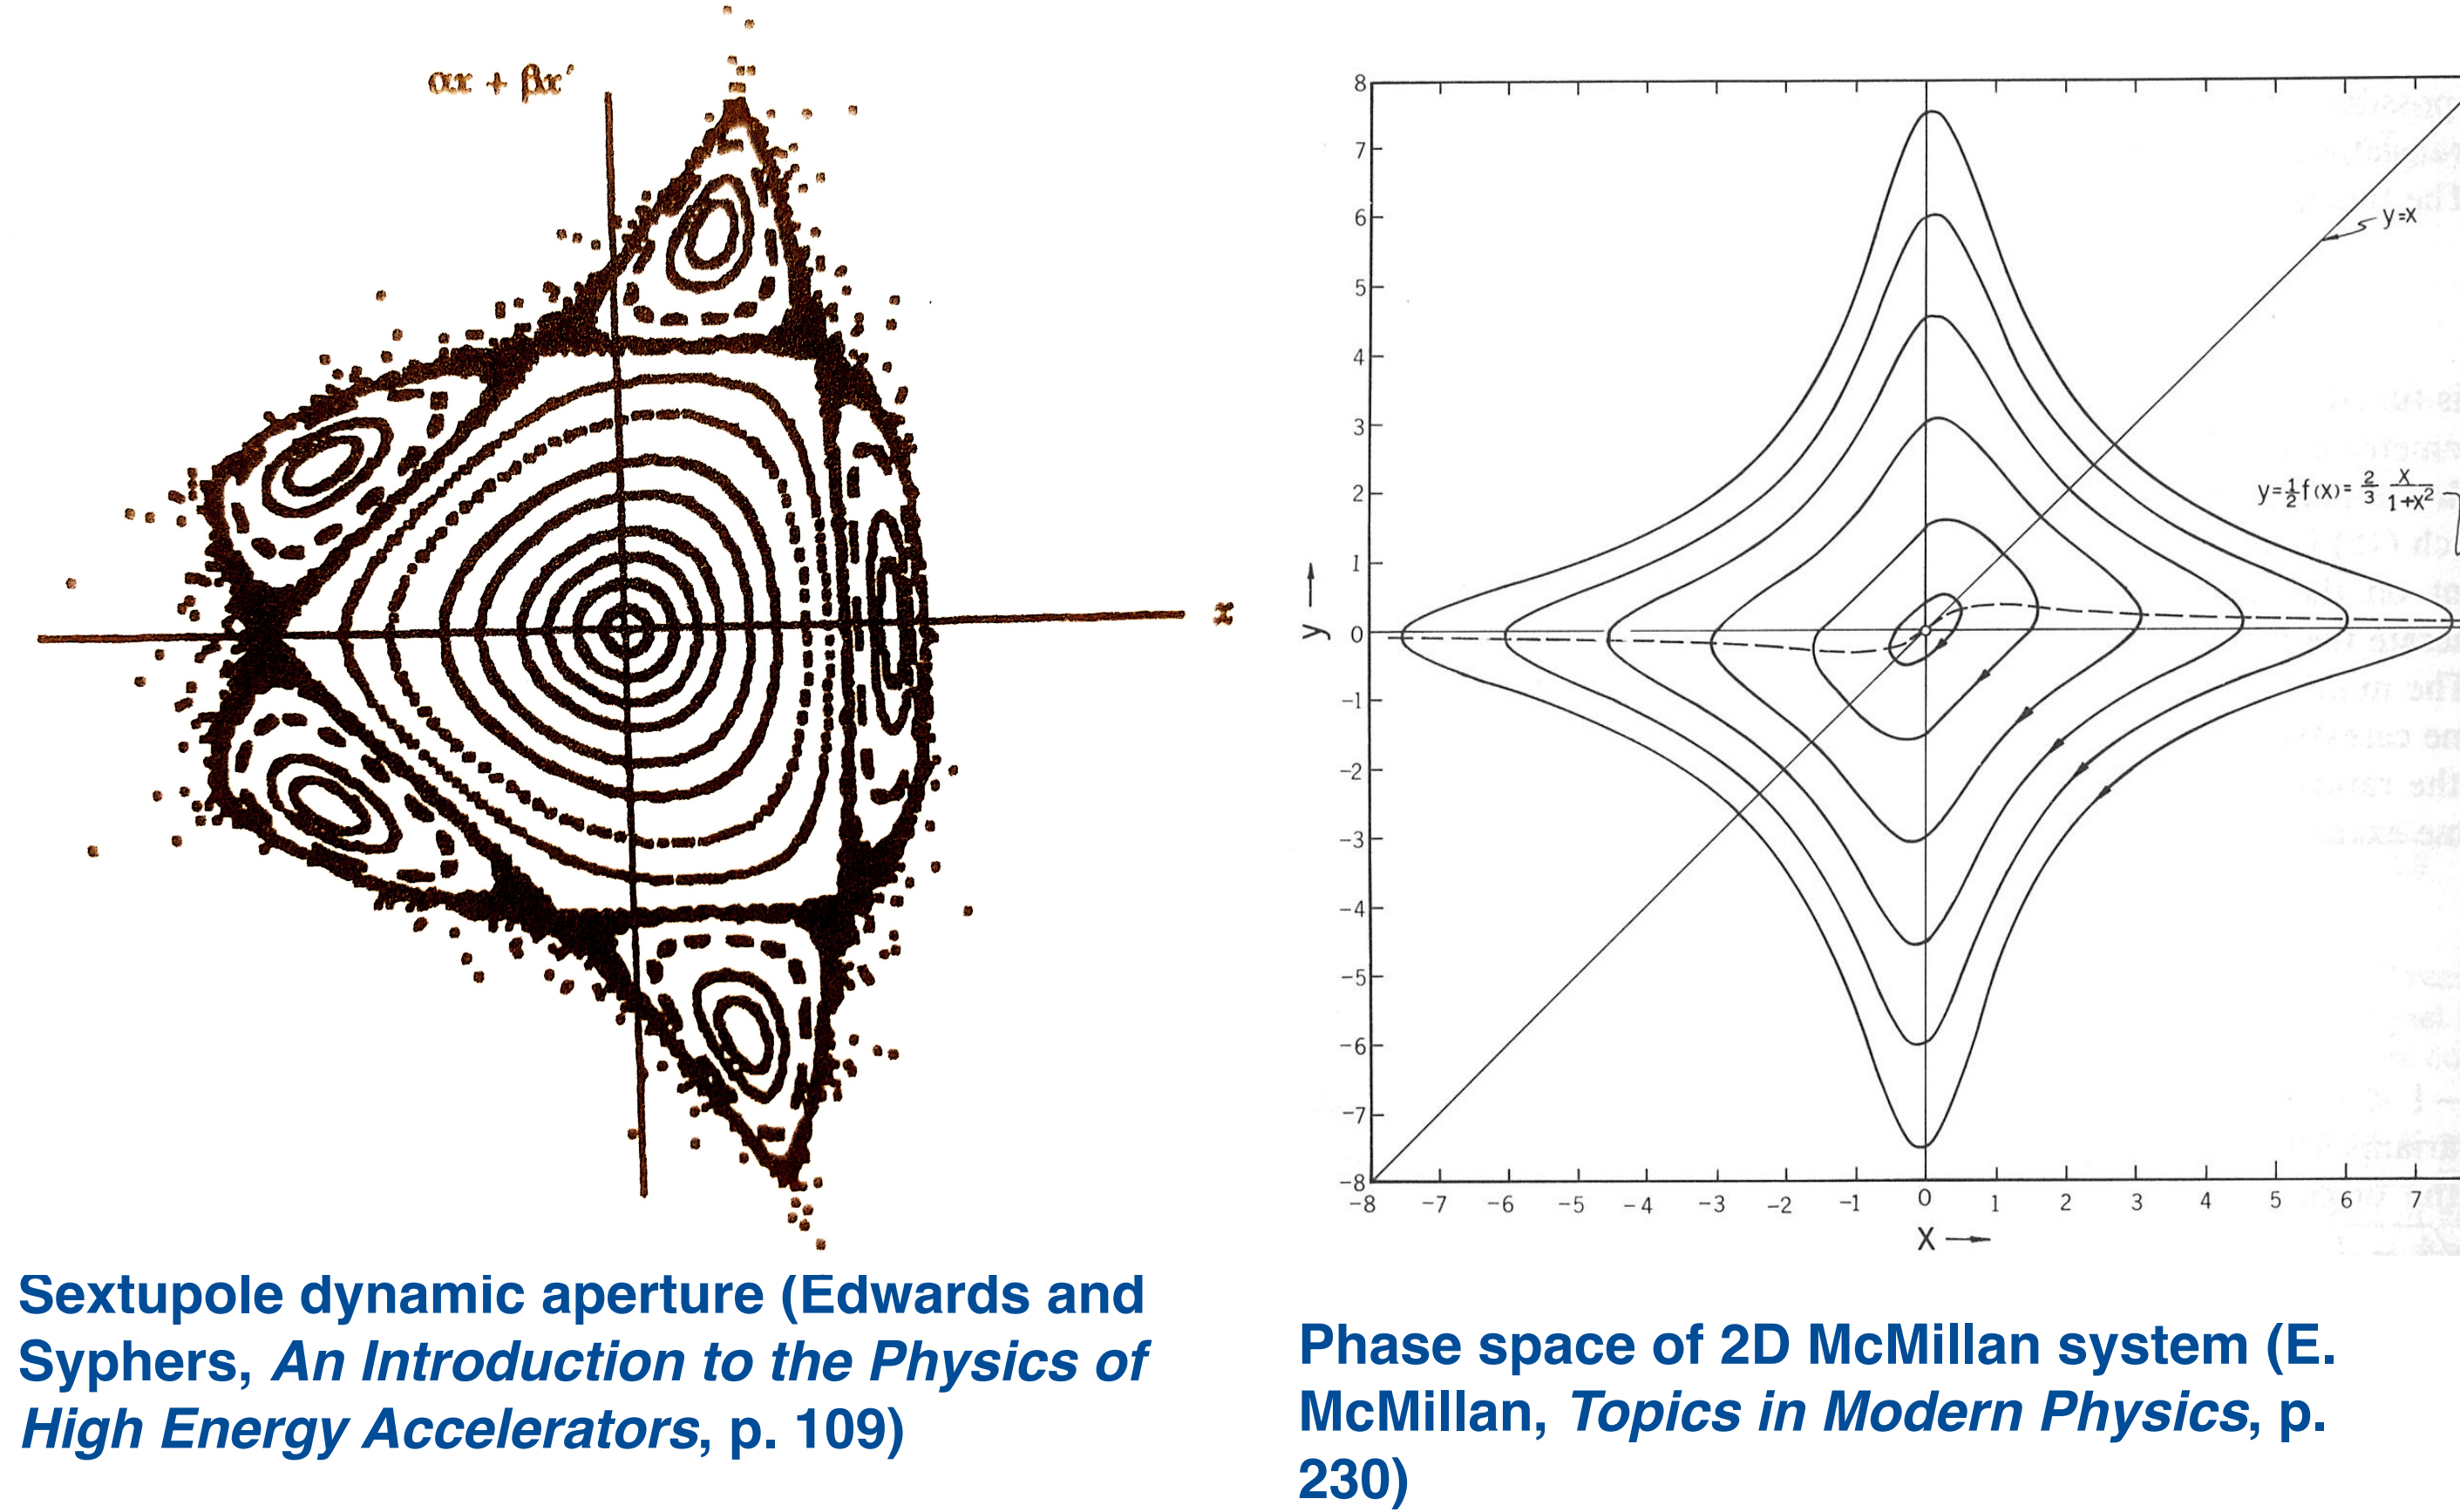 αx + βx′
x
8
7
6
5
4
3
2
1
0
−1
−2
−3
−4
−5
−6
−7
−8
y
y=x
y=½f(x)= 2/3 x/(1+x²)
−8 −7 −6 −5 −4 −3 −2 −1 0 1 2 3 4 5 6 7
X
Sextupole dynamic aperture (Edwards and
Syphers, An Introduction to the Physics of
High Energy Accelerators, p. 109)
Phase space of 2D McMillan system (E.
McMillan, Topics in Modern Physics, p.
230)